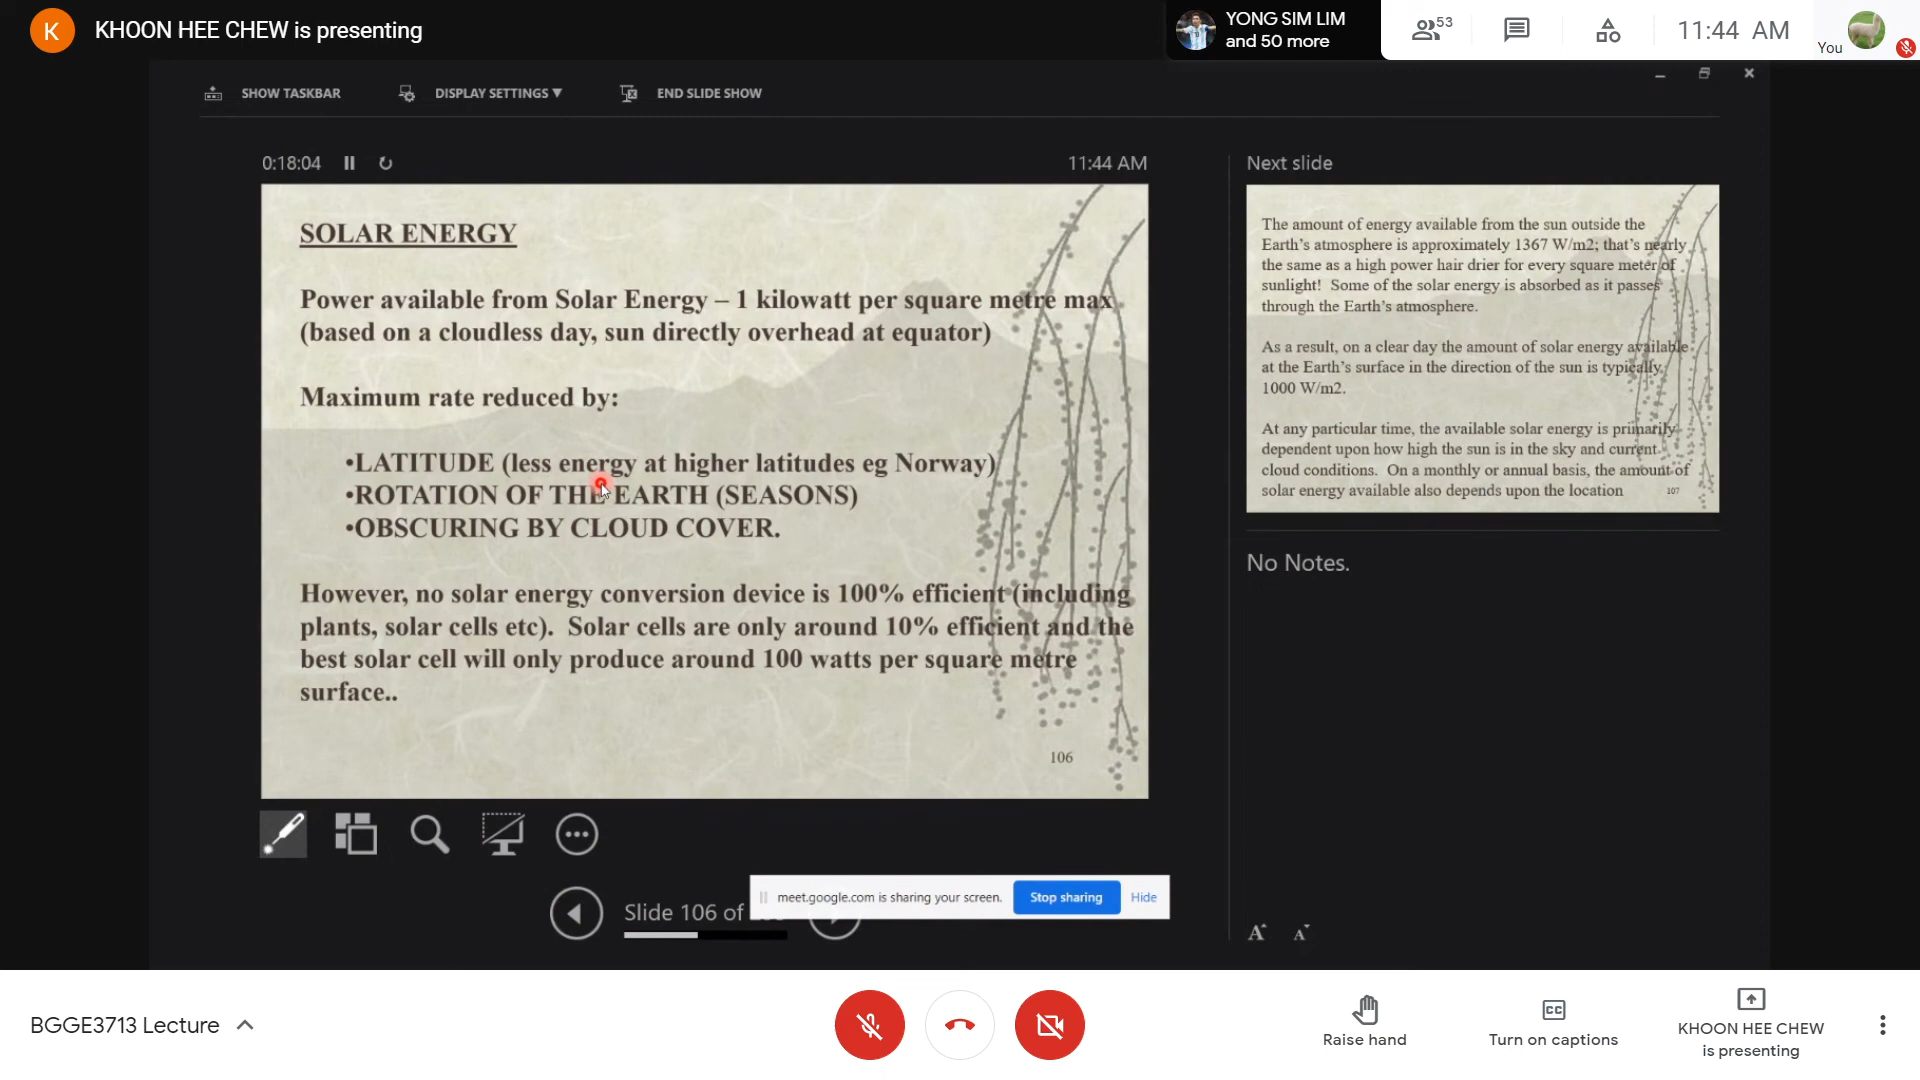 K
KHOON HEE CHEW is presenting
YONG SIM LIM
and 50 more
53
11:44 AM
You
SHOW TASKBAR
DISPLAY SETTINGS ▼
END SLIDE SHOW
0:18:04
11:44 AM
SOLAR ENERGY
Power available from Solar Energy – 1 kilowatt per square metre max
(based on a cloudless day, sun directly overhead at equator)
Maximum rate reduced by:
•LATITUDE (less energy at higher latitudes eg Norway)
•ROTATION OF THE EARTH (SEASONS)
•OBSCURING BY CLOUD COVER.
However, no solar energy conversion device is 100% efficient (including
plants, solar cells etc). Solar cells are only around 10% efficient and the
best solar cell will only produce around 100 watts per square metre
surface..
106
Next slide
The amount of energy available from the sun outside the
Earth's atmosphere is approximately 1367 W/m2; that's nearly
the same as a high power hair drier for every square meter of
sunlight! Some of the solar energy is absorbed as it passes
through the Earth's atmosphere.
As a result, on a clear day the amount of solar energy available
at the Earth's surface in the direction of the sun is typically
1000 W/m2.
At any particular time, the available solar energy is primarily
dependent upon how high the sun is in the sky and current
cloud conditions. On a monthly or annual basis, the amount of
solar energy available also depends upon the location
107
No Notes.
Slide 106 of
meet.google.com is sharing your screen.
Stop sharing
Hide
A A
BGGE3713 Lecture
Raise hand
CC
Turn on captions
KHOON HEE CHEW
is presenting